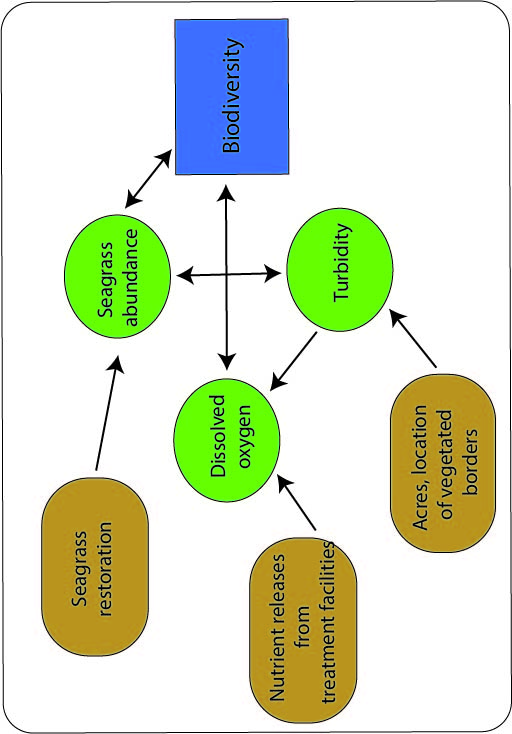 Seagrass
restoration
Nutrient releases
from
treatment facilities
Acres, location
of vegetated
borders
Seagrass
abundance
Dissolved
oxygen
Turbidity
Biodiversity